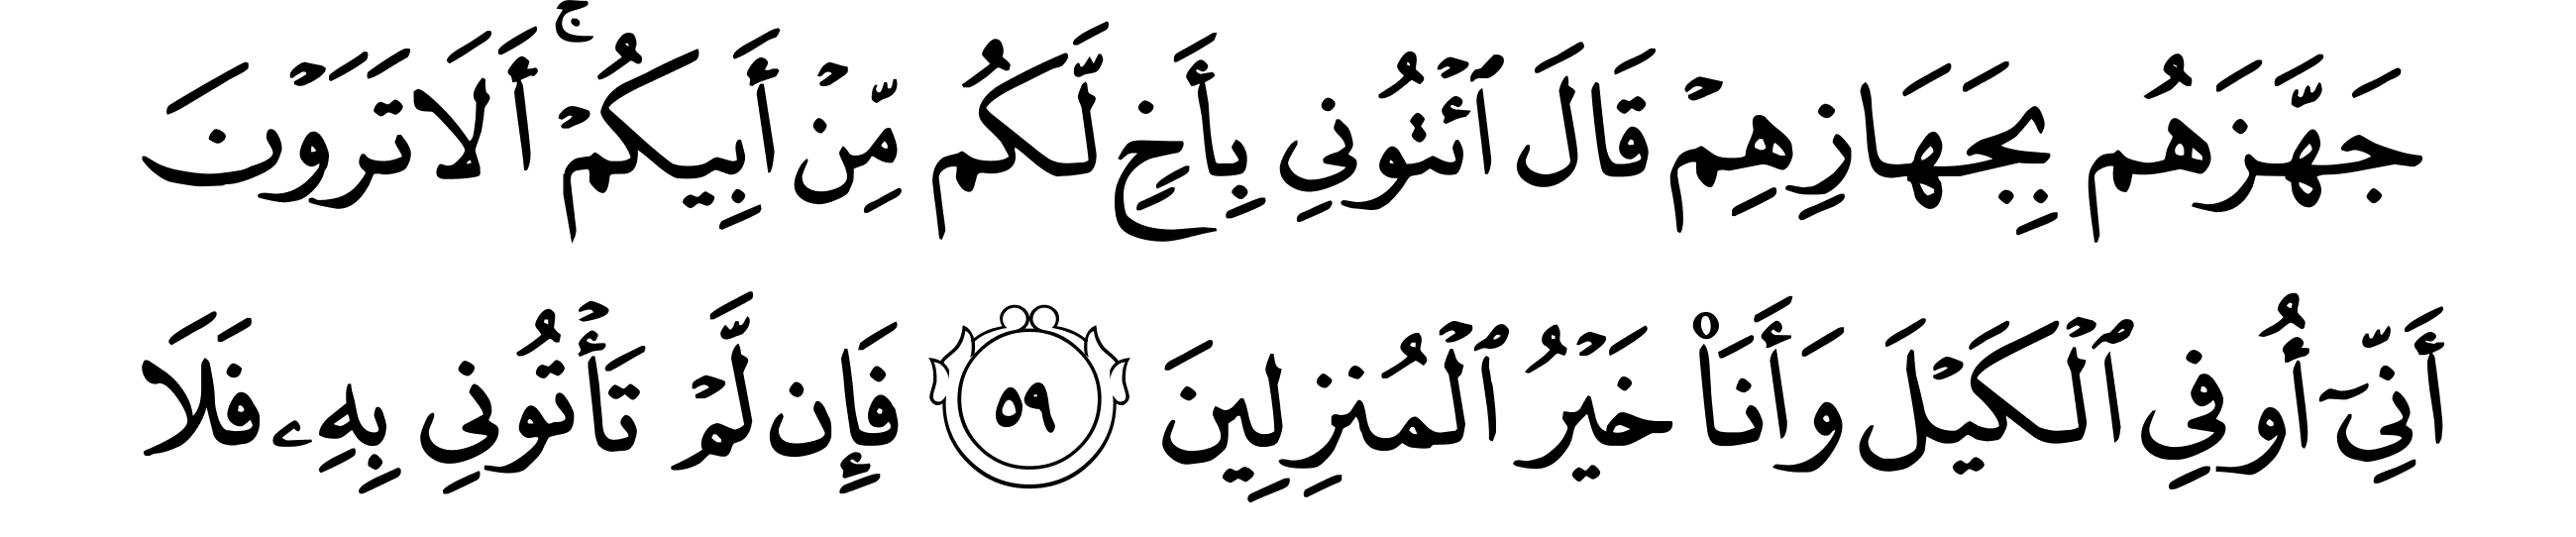 جَهَّزَهُم بِجَهَازِهِمْ قَالَ ٱئْتُونِى بِأَخٍ لَّكُم مِّنْ أَبِيكُمْ ۚ أَلَا تَرَوْنَ
أَنِّىٓ أُوفِى ٱلْكَيْلَ وَأَنَا۠ خَيْرُ ٱلْمُنزِلِينَ ٥٩ فَإِن لَّمْ تَأْتُونِى بِهِۦ فَلَا